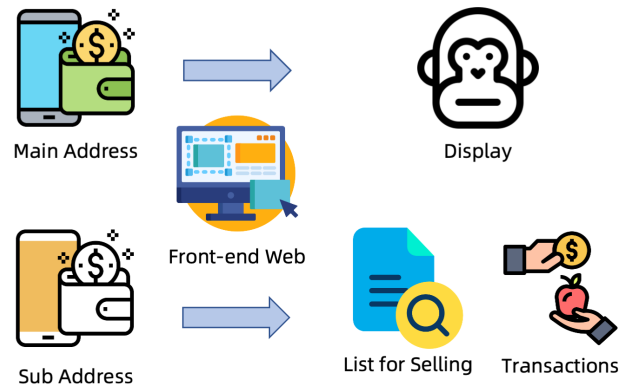 Main Address
Display
Front-end Web
Sub Address
List for Selling
Transactions